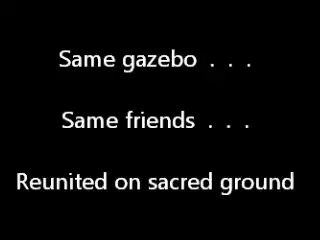 Same gazebo . . .
Same friends . . .
Reunited on sacred ground